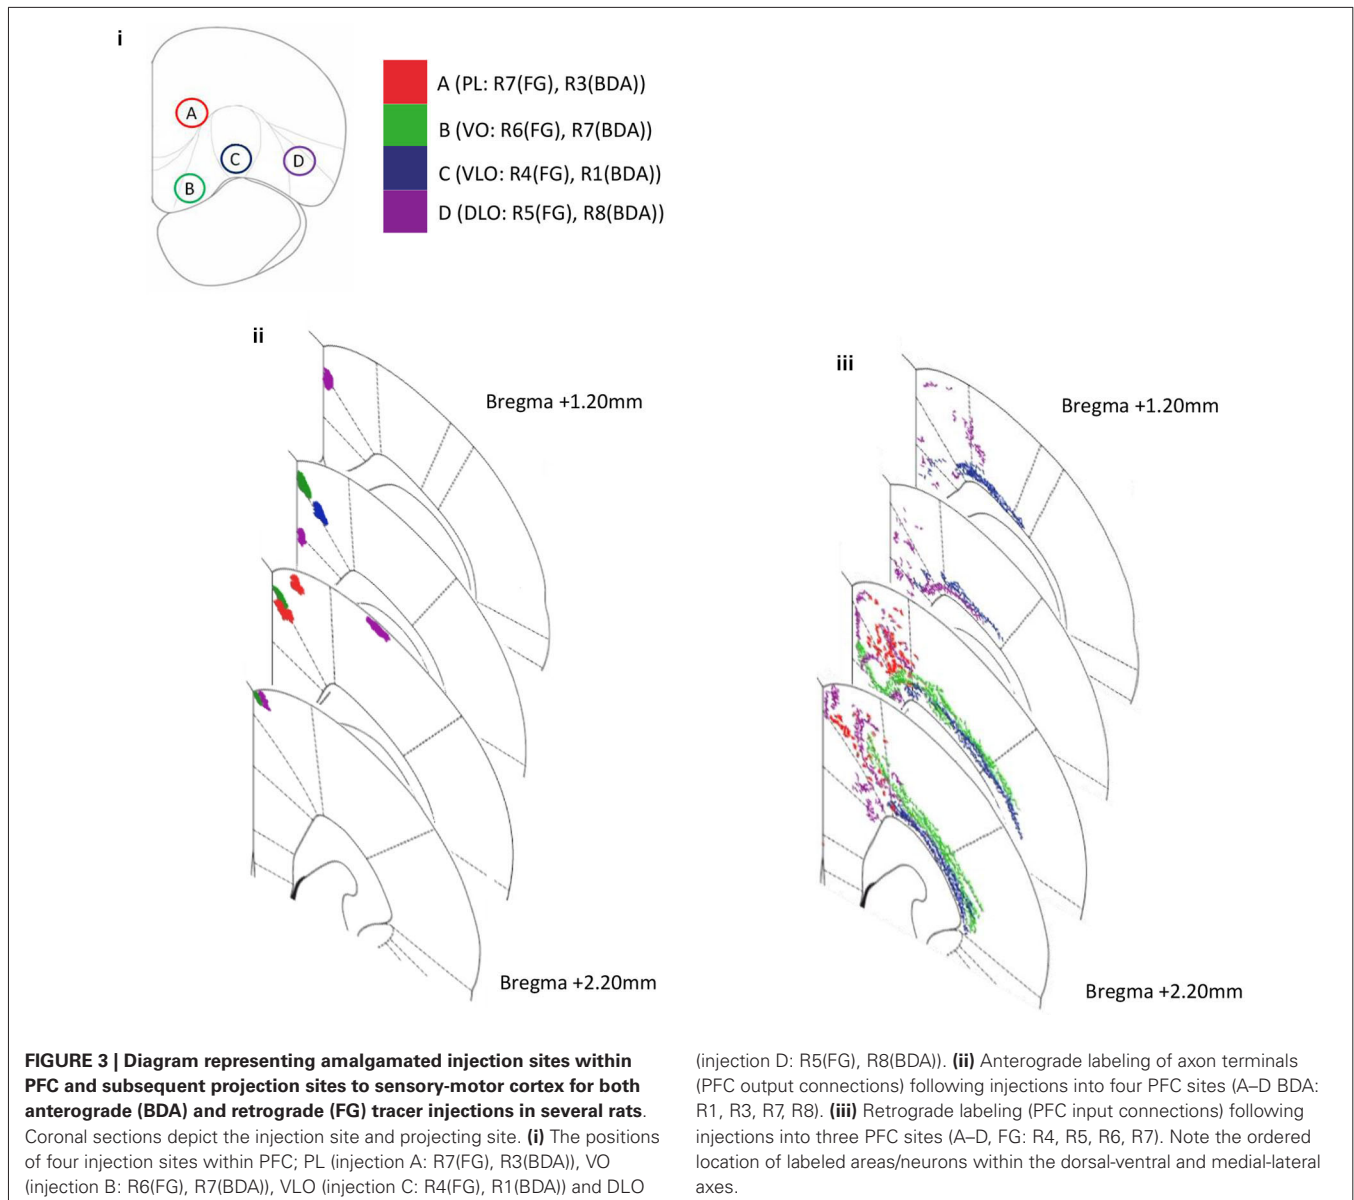 i
A
B
C
D
A (PL: R7(FG), R3(BDA))
B (VO: R6(FG), R7(BDA))
C (VLO: R4(FG), R1(BDA))
D (DLO: R5(FG), R8(BDA))
ii
Bregma +1.20mm
Bregma +2.20mm
iii
Bregma +1.20mm
Bregma +2.20mm
FIGURE 3 | Diagram representing amalgamated injection sites within
PFC and subsequent projection sites to sensory-motor cortex for both
anterograde (BDA) and retrograde (FG) tracer injections in several rats.
Coronal sections depict the injection site and projecting site. (i) The positions
of four injection sites within PFC; PL (injection A: R7(FG), R3(BDA)), VO
(injection B: R6(FG), R7(BDA)), VLO (injection C: R4(FG), R1(BDA)) and DLO
(injection D: R5(FG), R8(BDA)). (ii) Anterograde labeling of axon terminals
(PFC output connections) following injections into four PFC sites (A–D BDA:
R1, R3, R7, R8). (iii) Retrograde labeling (PFC input connections) following
injections into three PFC sites (A–D, FG: R4, R5, R6, R7). Note the ordered
location of labeled areas/neurons within the dorsal-ventral and medial-lateral
axes.